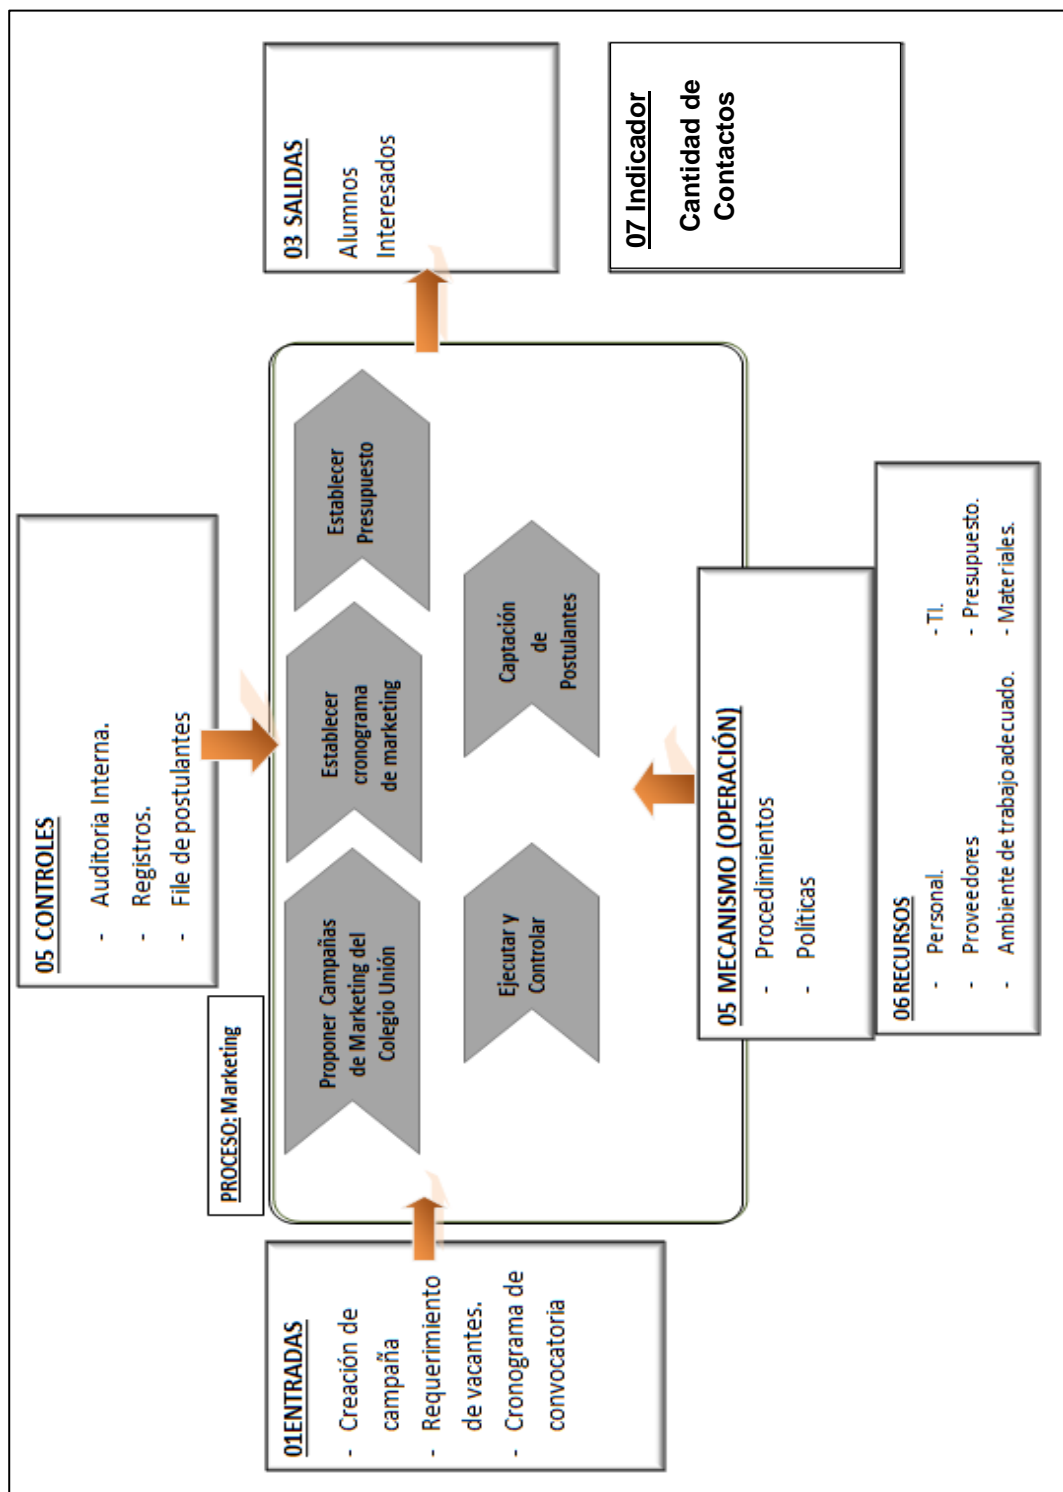 05 CONTROLES
- Auditoria Interna.
- Registros.
- File de postulantes
PROCESO: Marketing
01ENTRADAS
- Creación de
campaña
- Requerimiento
de vacantes.
- Cronograma de
convocatoria
Proponer Campañas
de Marketing del
Colegio Unión
Establecer
cronograma
de marketing
Establecer
Presupuesto
Ejecutar y
Controlar
Captación
de
Postulantes
03 SALIDAS
Alumnos
Interesados
07 Indicador
Cantidad de
Contactos
05 MECANISMO (OPERACIÓN)
- Procedimientos
- Políticas
06 RECURSOS
- Personal. - TI.
- Proveedores - Presupuesto.
- Ambiente de trabajo adecuado. - Materiales.